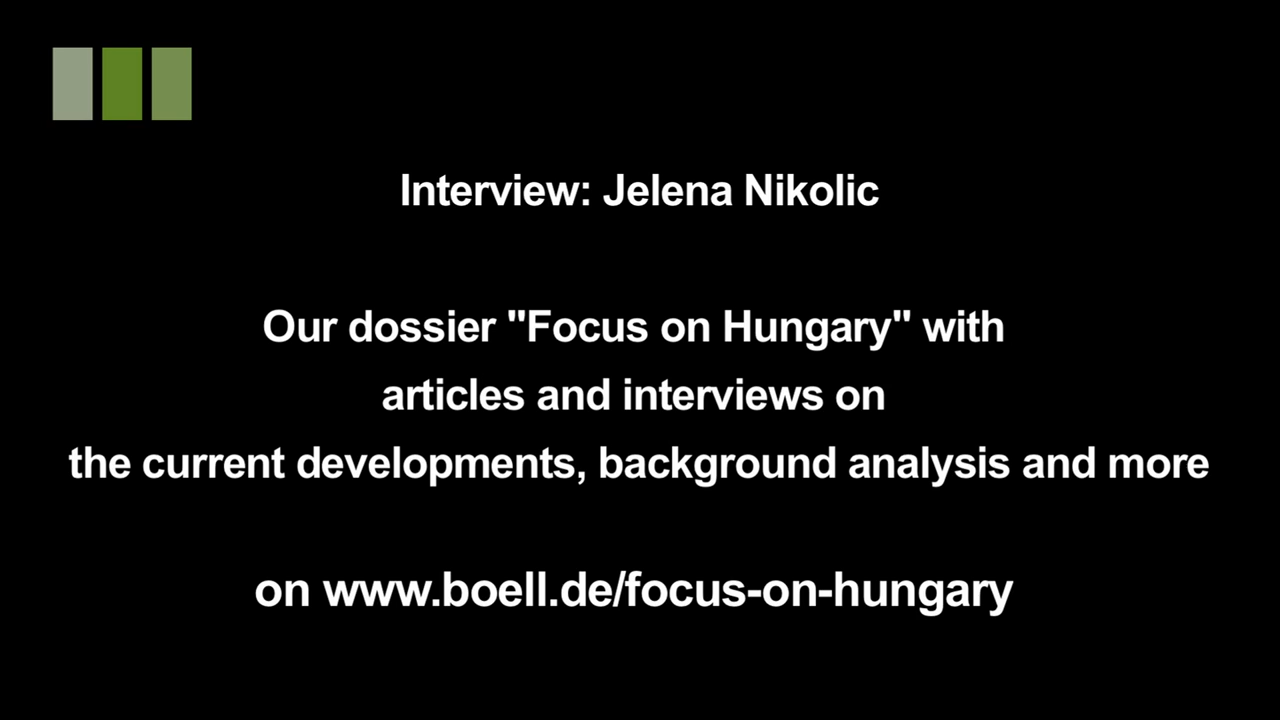 Interview: Jelena Nikolic
Our dossier "Focus on Hungary" with
articles and interviews on
the current developments, background analysis and more
on www.boell.de/focus-on-hungary